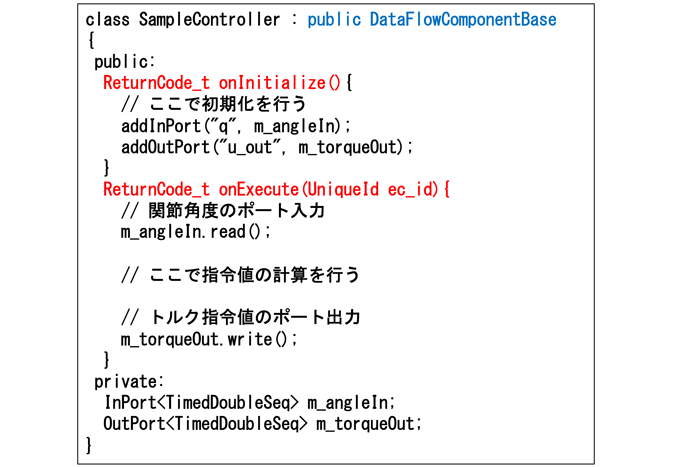 class SampleController : public DataFlowComponentBase
{
public:
ReturnCode_t onInitialize(){
// ここで初期化を行う
addInPort("q", m_angleIn);
addOutPort("u_out", m_torqueOut);
}
ReturnCode_t onExecute(UniqueId ec_id){
// 関節角度のポート入力
m_angleIn.read();
// ここで指令値の計算を行う
// トルク指令値のポート出力
m_torqueOut.write();
}
private:
InPort<TimedDoubleSeq> m_angleIn;
OutPort<TimedDoubleSeq> m_torqueOut;
}